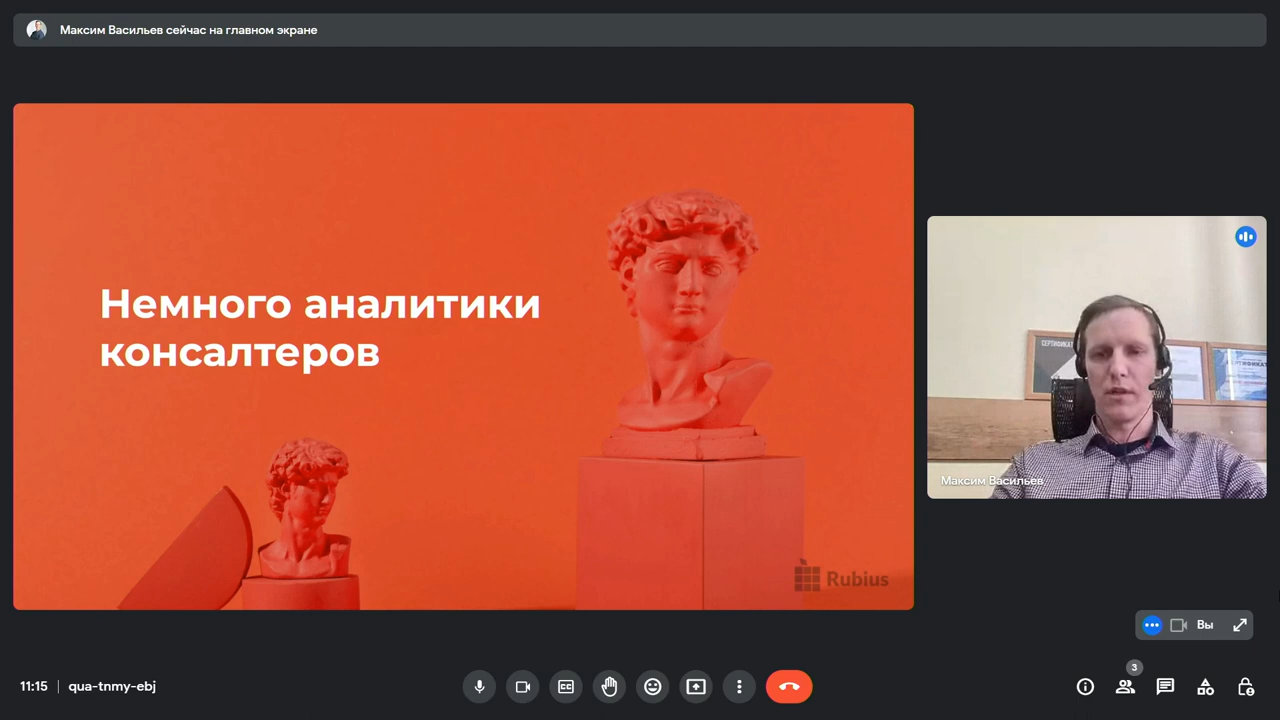 Максим Васильев сейчас на главном экране
Немного аналитики
консалтеров
Rubius
СЕРТИФИКАТ
Максим Васильев
Вы
11:15
qua-tnmy-ebj
3